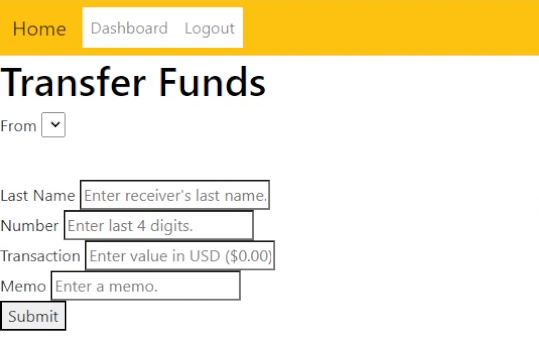 Home Dashboard Logout
Transfer Funds
From
Last Name Enter receiver's last name.
Number Enter last 4 digits.
Transaction Enter value in USD ($0.00)
Memo Enter a memo.
Submit